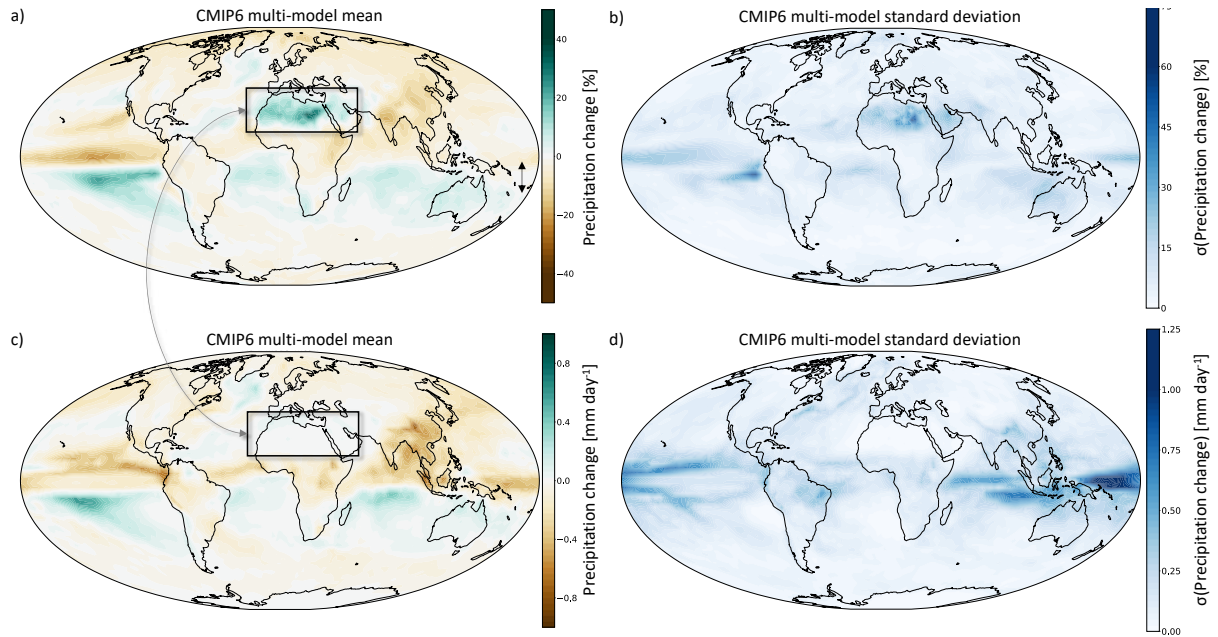 a)
CMIP6 multi-model mean
40
20
0
−20
−40
Precipitation change [%]
b)
CMIP6 multi-model standard deviation
75
60
45
30
15
0
σ(Precipitation change) [%]
c)
CMIP6 multi-model mean
0.8
0.4
0.0
−0.4
−0.8
Precipitation change [mm day⁻¹]
d)
CMIP6 multi-model standard deviation
1.25
1.00
0.75
0.50
0.25
0.00
σ(Precipitation change) [mm day⁻¹]